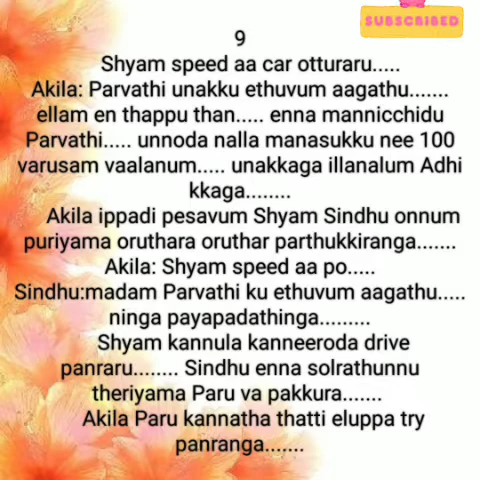 SUBSCRIBED
9
Shyam speed aa car otturaru.....
Akila: Parvathi unakku ethuvum aagathu.......
ellam en thappu than..... enna mannicchidu
Parvathi..... unnoda nalla manasukku nee 100
varusam vaalanum..... unakkaga illanalum Adhi
kkaga........
Akila ippadi pesavum Shyam Sindhu onnum
puriyama oruthara oruthar parthukkiranga.......
Akila: Shyam speed aa po.....
Sindhu:madam Parvathi ku ethuvum aagathu.....
ninga payapadathinga.........
Shyam kannula kanneeroda drive
panraru........ Sindhu enna solrathunnu
theriyama Paru va pakkura.......
Akila Paru kannatha thatti eluppa try
panranga.......